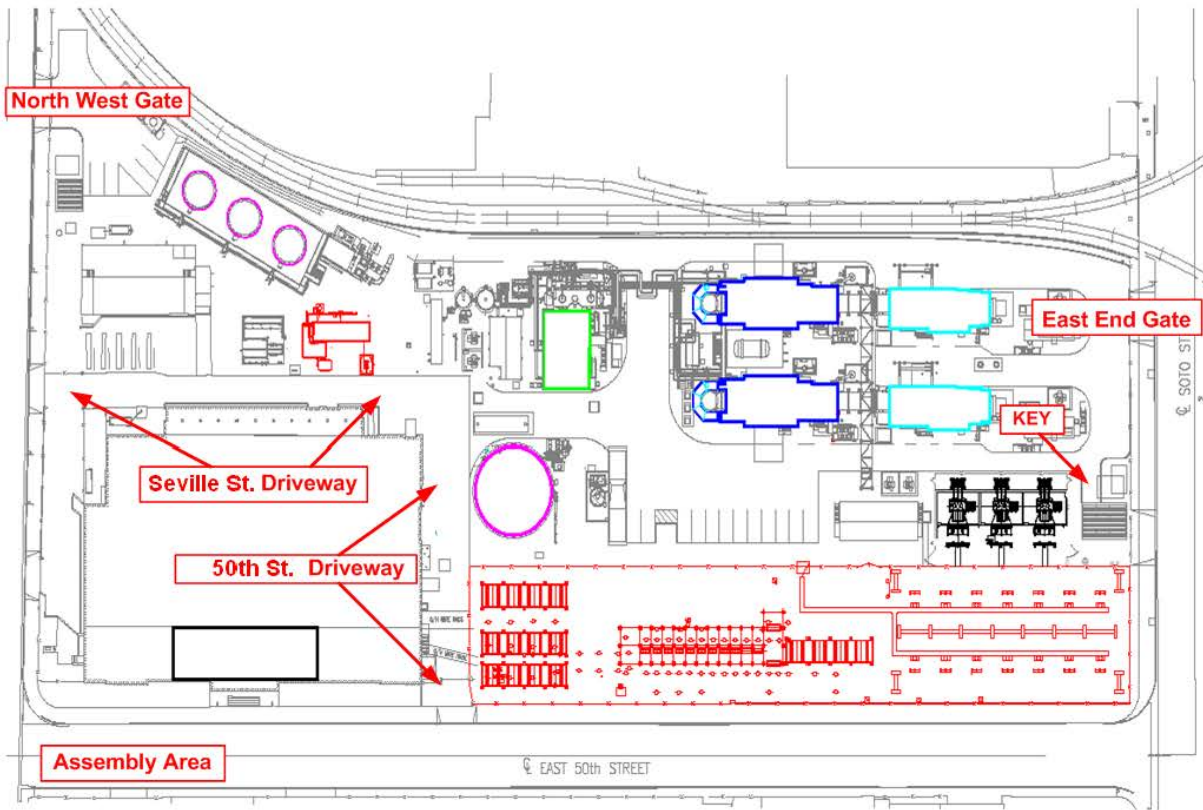 North West Gate
East End Gate
℄ SOTO ST
KEY
Seville St. Driveway
50th St. Driveway
Assembly Area
℄ EAST 50th STREET